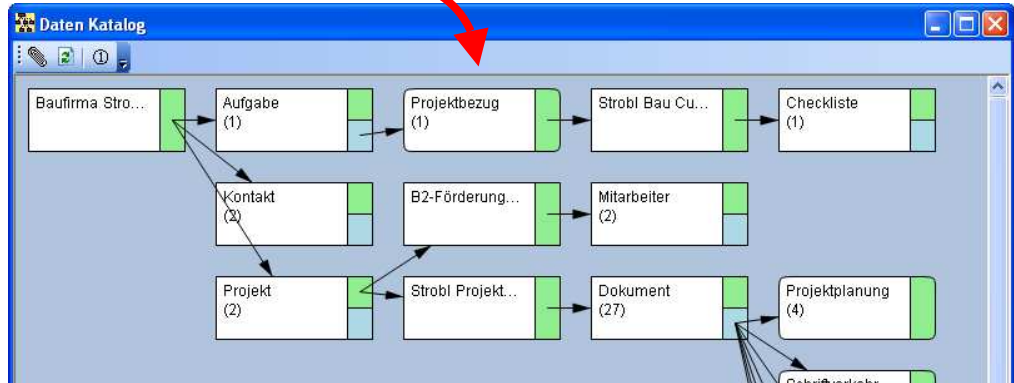 Daten Katalog
Baufirma Stro...
Aufgabe
(1)
Projektbezug
(1)
Strobl Bau Cu...
Checkliste
(1)
Kontakt
(2)
B2-Förderung...
Mitarbeiter
(2)
Projekt
(2)
Strobl Projekt...
Dokument
(27)
Projektplanung
(4)
Schriftverkehr